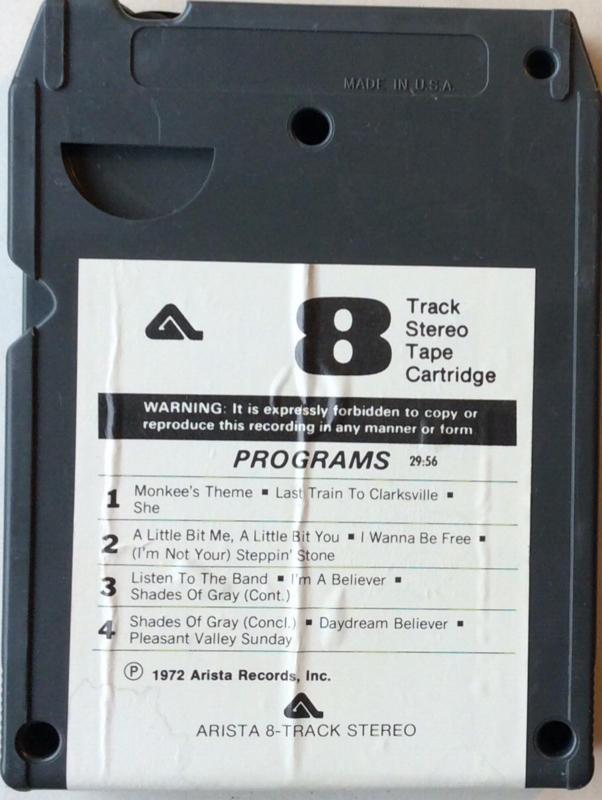 MADE IN U.S.A.
8 Track
Stereo
Tape
Cartridge
WARNING: It is expressly forbidden to copy or
reproduce this recording in any manner or form
PROGRAMS 29:56
1 Monkee's Theme ■ Last Train To Clarksville ■
She
2 A Little Bit Me, A Little Bit You ■ I Wanna Be Free ■
(I'm Not Your) Steppin' Stone
3 Listen To The Band ■ I'm A Believer ■
Shades Of Gray (Cont.)
4 Shades Of Gray (Concl.) ■ Daydream Believer ■
Pleasant Valley Sunday
℗ 1972 Arista Records, Inc.
ARISTA 8-TRACK STEREO